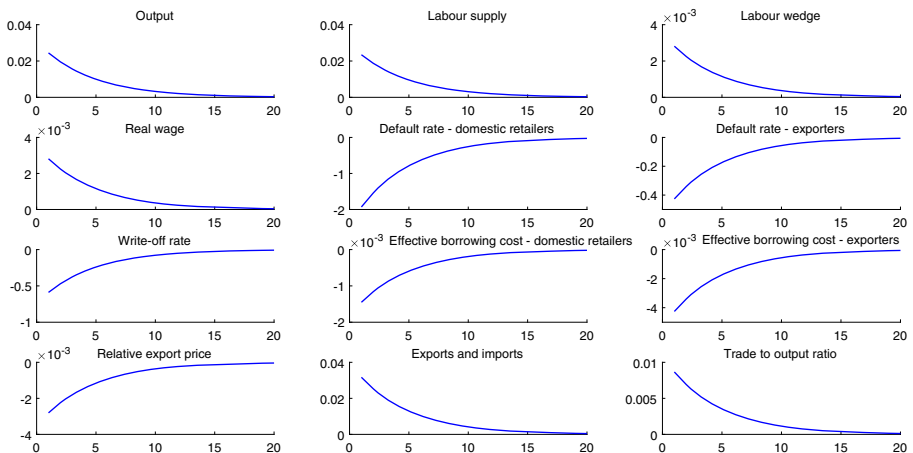 Output
0.04
0.02
0
0 5 10 15 20
Labour supply
0.04
0.02
0
0 5 10 15 20
×10⁻³ Labour wedge
4
2
0
0 5 10 15 20
×10⁻³ Real wage
4
2
0
0 5 10 15 20
Default rate - domestic retailers
0
-1
-2
0 5 10 15 20
Default rate - exporters
0
-0.2
-0.4
0 5 10 15 20
Write-off rate
0
-0.5
-1
0 5 10 15 20
×10⁻³ Effective borrowing cost - domestic retailers
0
-1
-2
0 5 10 15 20
×10⁻³ Effective borrowing cost - exporters
0
-2
-4
0 5 10 15 20
×10⁻³ Relative export price
0
-2
-4
0 5 10 15 20
Exports and imports
0.04
0.02
0
0 5 10 15 20
Trade to output ratio
0.01
0.005
0
0 5 10 15 20